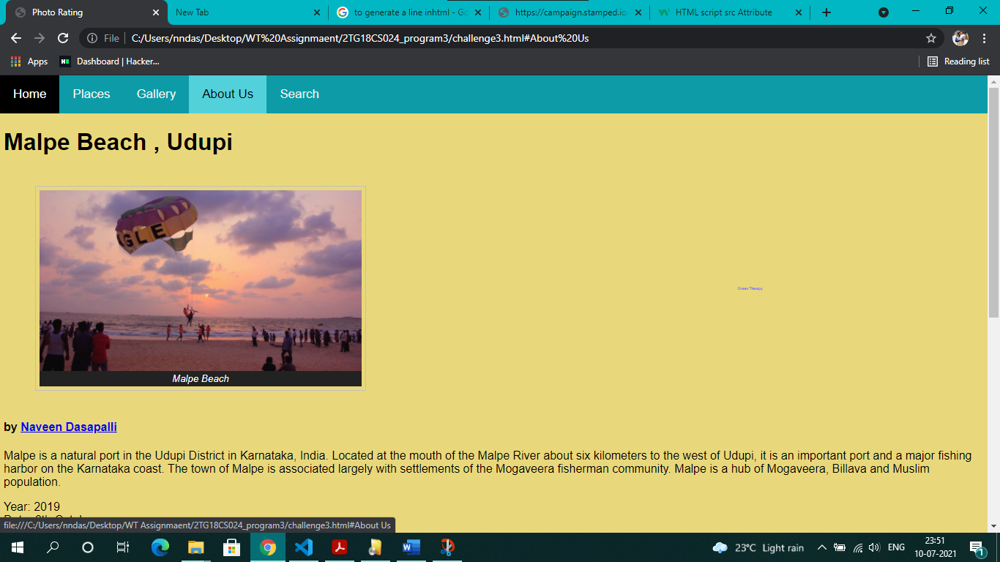 Photo Rating
New Tab
to generate a line inhtml - Go
https://campaign.stamped.io
HTML script src Attribute
File
C:/Users/nndas/Desktop/WT%20Assignmaent/2TG18CS024_program3/challenge3.html#About%20Us
Apps
Dashboard | Hacker...
Reading list
Home
Places
Gallery
About Us
Search
Malpe Beach , Udupi
GLE
Malpe Beach
by Naveen Dasapalli
Malpe is a natural port in the Udupi District in Karnataka, India. Located at the mouth of the Malpe River about six kilometers to the west of Udupi, it is an important port and a major fishing
harbor on the Karnataka coast. The town of Malpe is associated largely with settlements of the Mogaveera fisherman community. Malpe is a hub of Mogaveera, Billava and Muslim
population.
Year: 2019
file:///C:/Users/nndas/Desktop/WT Assignmaent/2TG18CS024_program3/challenge3.html#About Us
23°C Light rain
ENG
23:51
10-07-2021
1